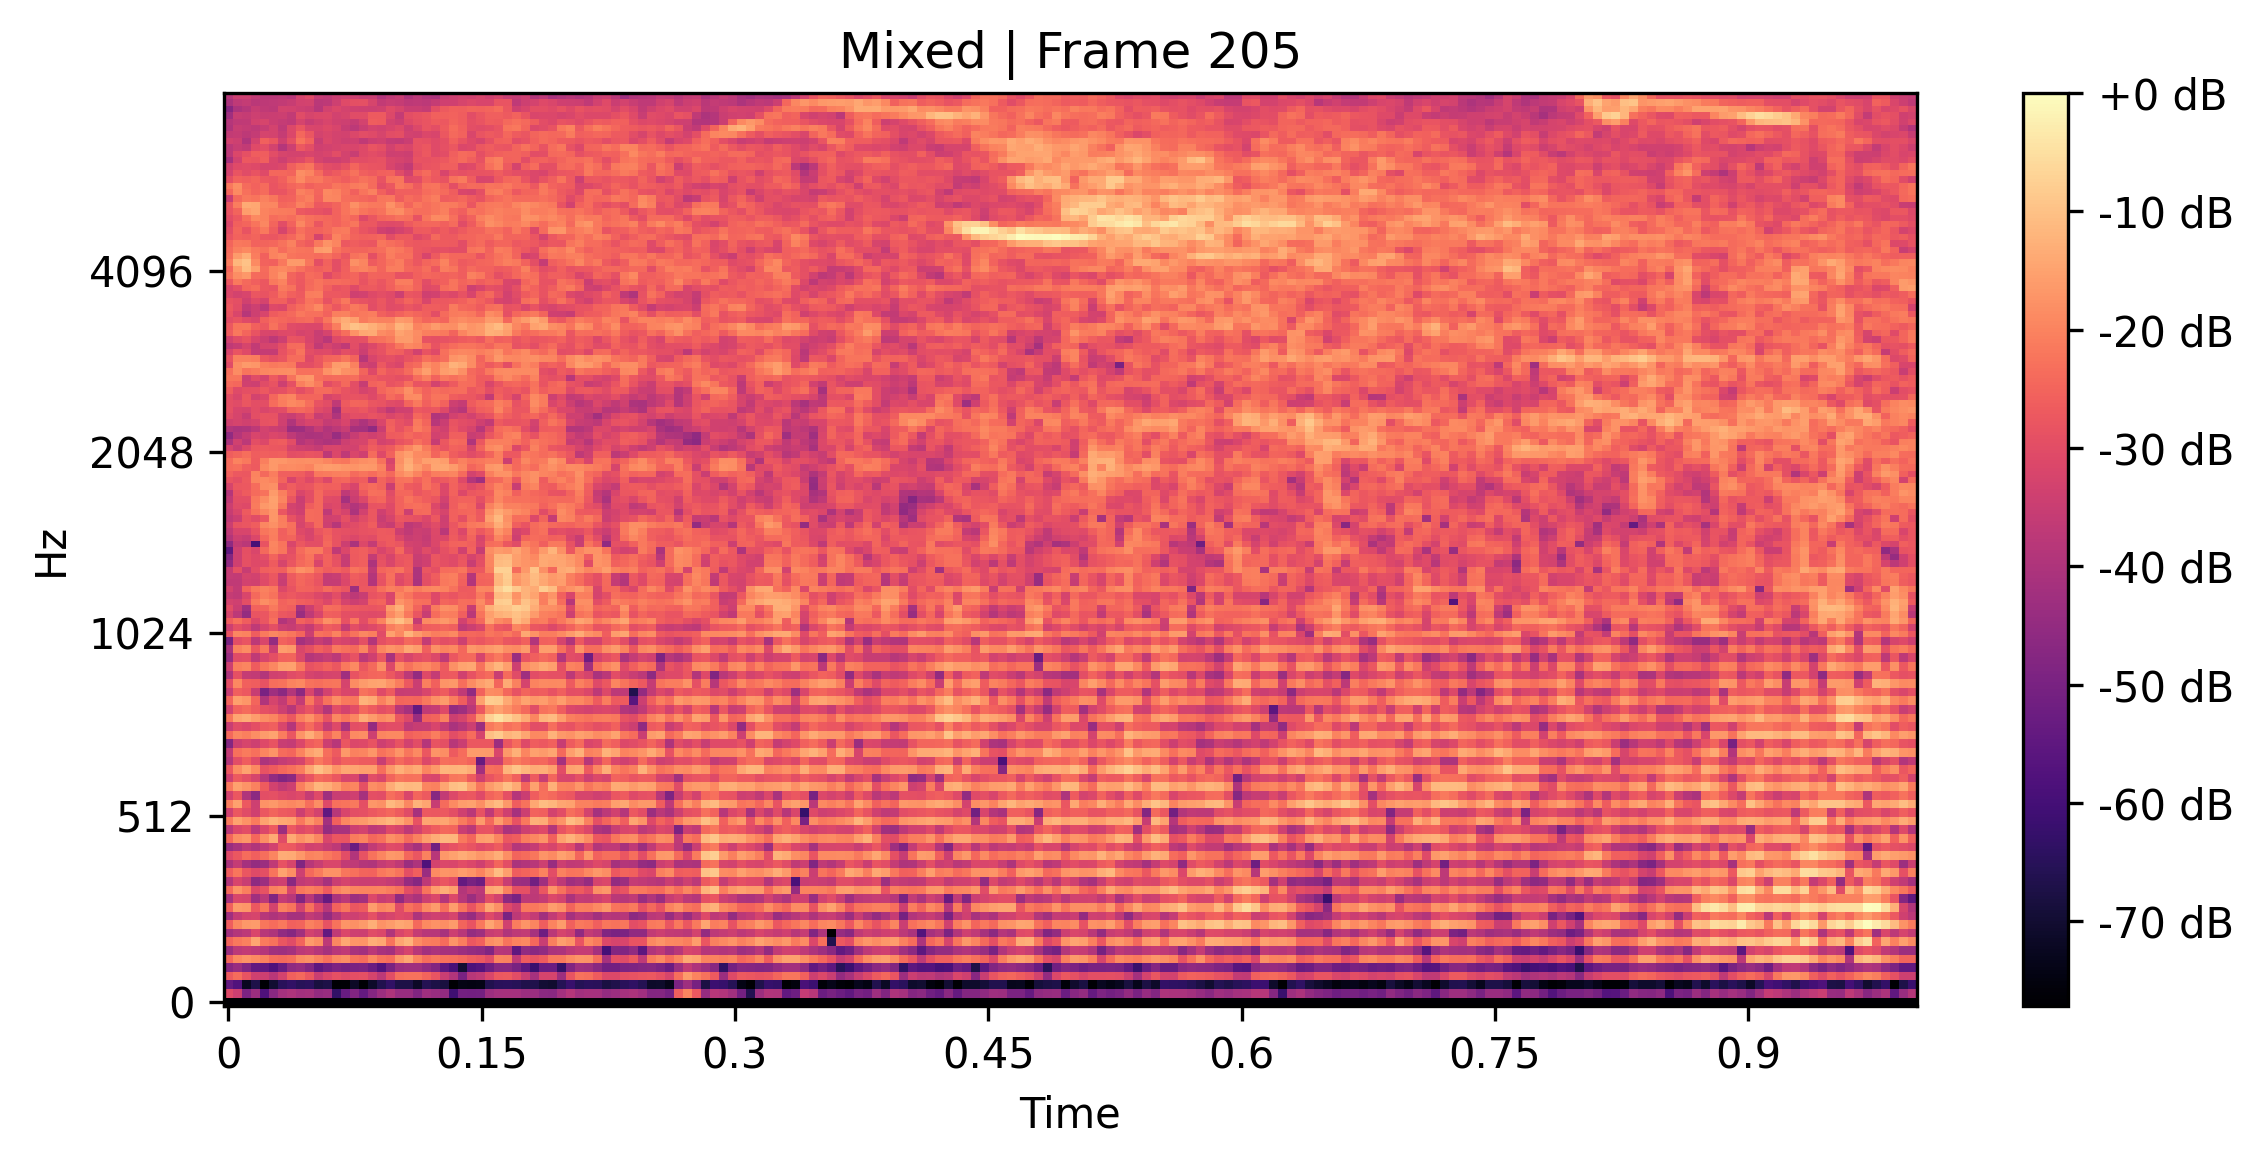 Mixed | Frame 205
+0 dB
-10 dB
-20 dB
-30 dB
-40 dB
-50 dB
-60 dB
-70 dB
Hz
4096
2048
1024
512
0
0 0.15 0.3 0.45 0.6 0.75 0.9
Time